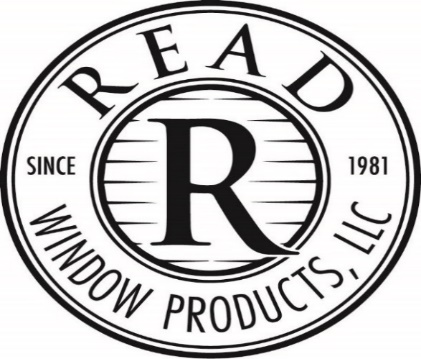 READ
SINCE
R
1981
WINDOW PRODUCTS, LLC